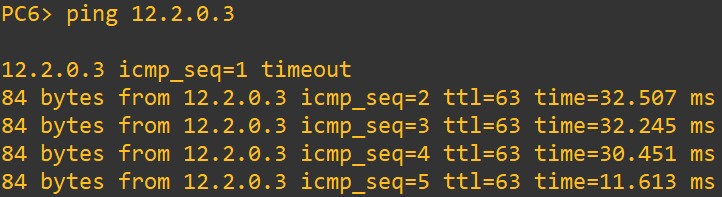 PC6> ping 12.2.0.3
12.2.0.3 icmp_seq=1 timeout
84 bytes from 12.2.0.3 icmp_seq=2 ttl=63 time=32.507 ms
84 bytes from 12.2.0.3 icmp_seq=3 ttl=63 time=32.245 ms
84 bytes from 12.2.0.3 icmp_seq=4 ttl=63 time=30.451 ms
84 bytes from 12.2.0.3 icmp_seq=5 ttl=63 time=11.613 ms